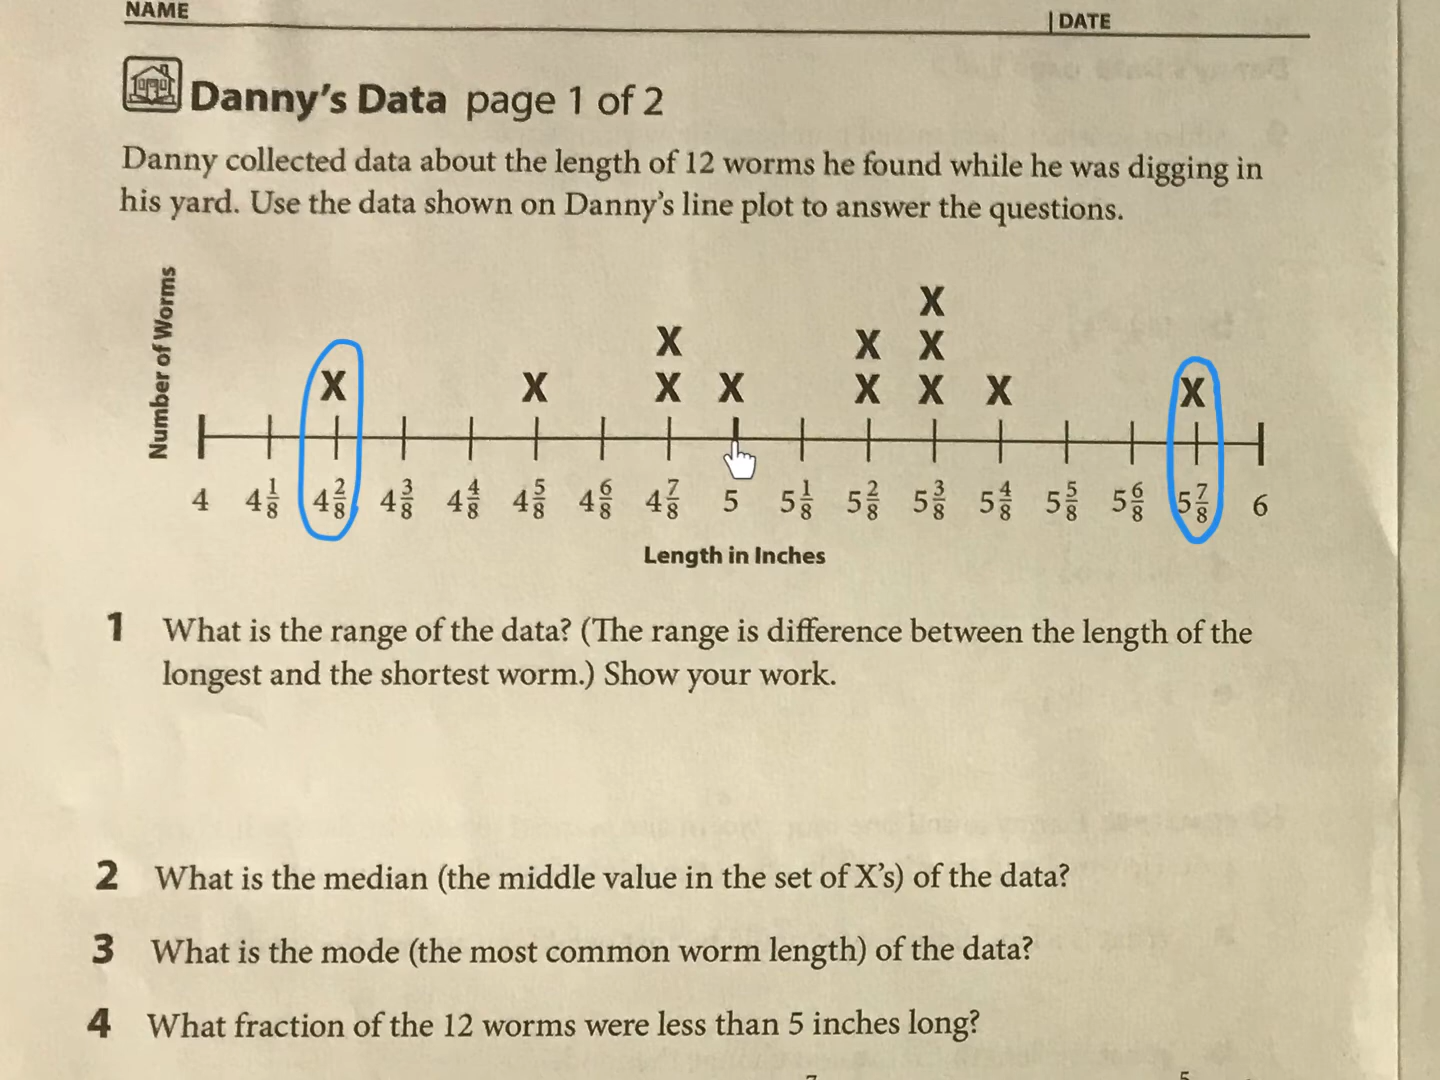 NAME
| DATE
Danny's Data page 1 of 2
Danny collected data about the length of 12 worms he found while he was digging in
his yard. Use the data shown on Danny's line plot to answer the questions.
Number of Worms
X
X X X
X X X X X X X X
4 4 1/8 4 2/8 4 3/8 4 4/8 4 5/8 4 6/8 4 7/8 5 5 1/8 5 2/8 5 3/8 5 4/8 5 5/8 5 6/8 5 7/8 6
Length in Inches
1 What is the range of the data? (The range is difference between the length of the
longest and the shortest worm.) Show your work.
2 What is the median (the middle value in the set of X's) of the data?
3 What is the mode (the most common worm length) of the data?
4 What fraction of the 12 worms were less than 5 inches long?